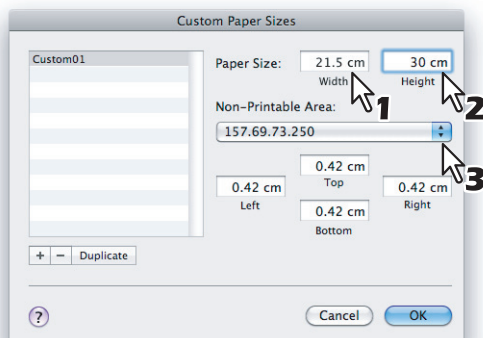 Custom Paper Sizes
Custom01
Paper Size:
21.5 cm
30 cm
Width
Height
1
2
Non-Printable Area:
157.69.73.250
3
0.42 cm
Top
0.42 cm
0.42 cm
Left
Right
0.42 cm
Bottom
+ − Duplicate
? Cancel OK